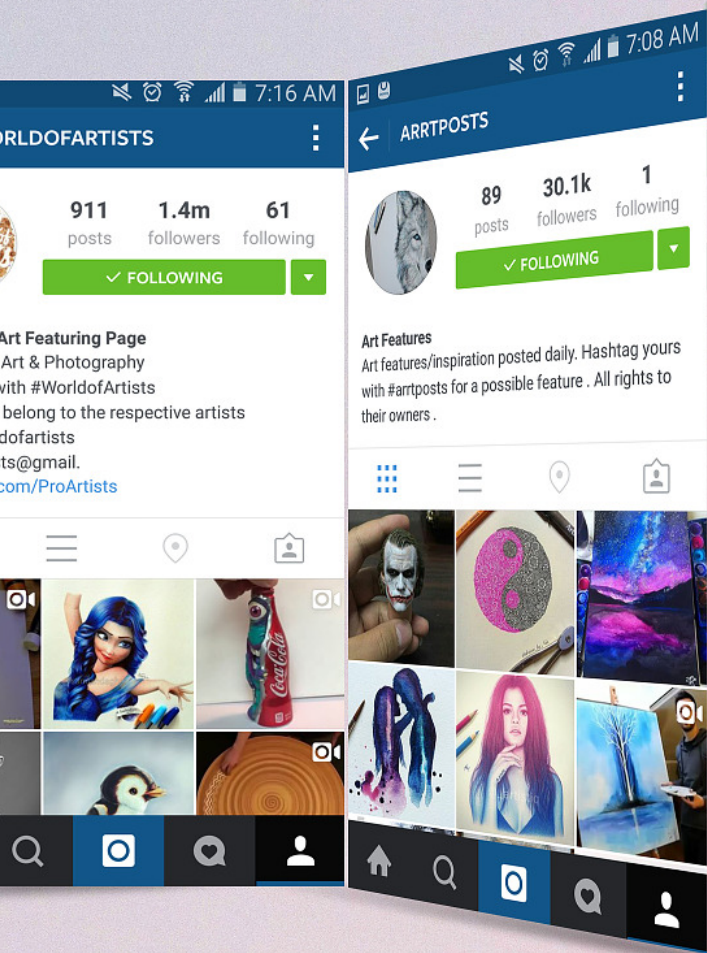 7:16 AM
ORLDOFARTISTS
911
1.4m
61
posts
followers
following
FOLLOWING
Art Featuring Page
Art & Photography
with #WorldofArtists
belong to the respective artists
dofartists
ts@gmail.
com/ProArtists
Coca-Cola
7:08 AM
ARRTPOSTS
89
30.1k
1
posts
followers
following
FOLLOWING
Art Features
Art features/inspiration posted daily. Hashtag yours
with #arrtposts for a possible feature . All rights to
their owners .